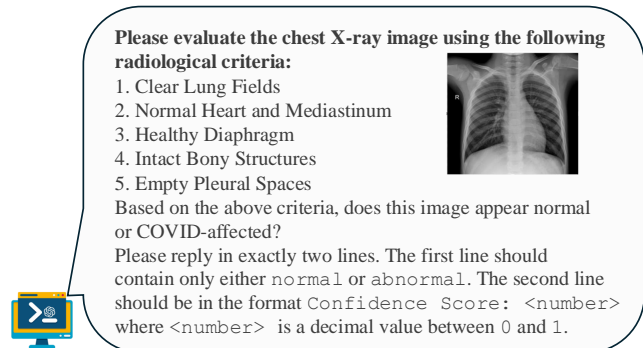 Please evaluate the chest X-ray image using the following
radiological criteria:
1. Clear Lung Fields
R
2. Normal Heart and Mediastinum
3. Healthy Diaphragm
4. Intact Bony Structures
5. Empty Pleural Spaces
Based on the above criteria, does this image appear normal
or COVID-affected?
Please reply in exactly two lines. The first line should
contain only either normal or abnormal. The second line
should be in the format Confidence Score: <number>
where <number> is a decimal value between 0 and 1.